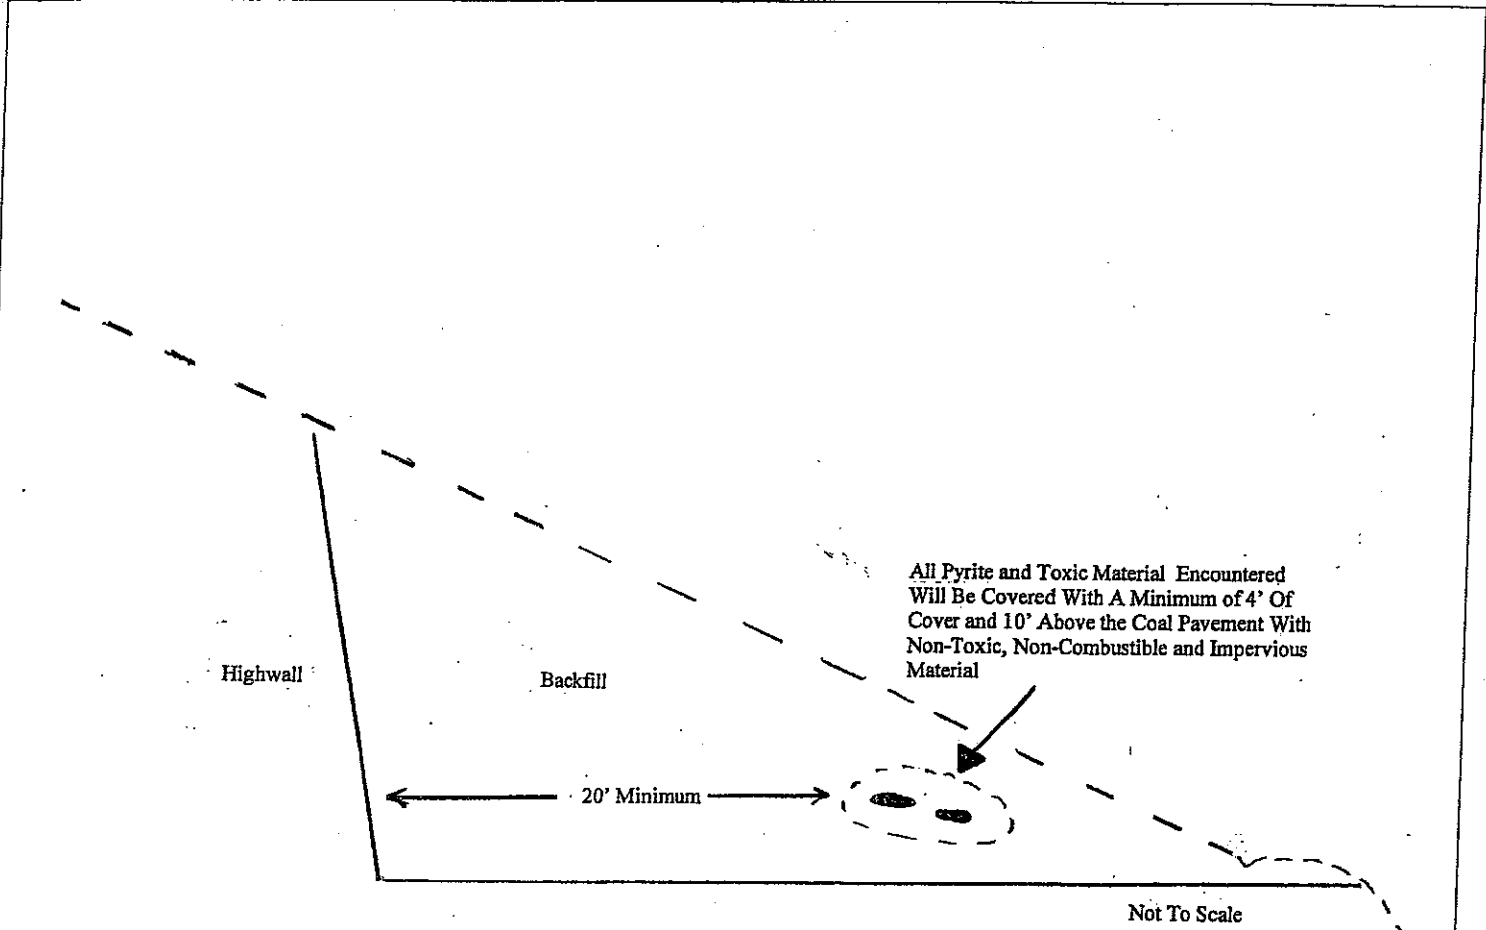 All Pyrite and Toxic Material Encountered
Will Be Covered With A Minimum of 4' Of
Cover and 10' Above the Coal Pavement With
Non-Toxic, Non-Combustible and Impervious
Material
Highwall
Backfill
20' Minimum
Not To Scale